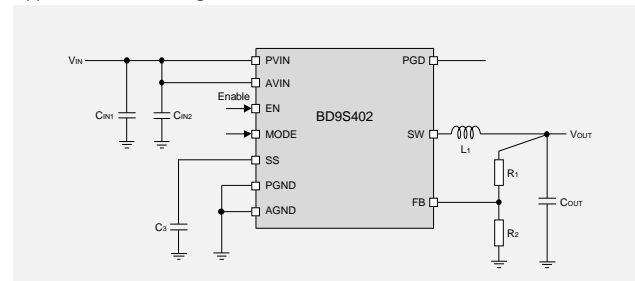 VIN
PVIN
PGD
AVIN
Enable
CIN1
CIN2
EN
BD9S402
MODE
SW
VOUT
L1
SS
R1
PGND
FB
COUT
AGND
C3
R2